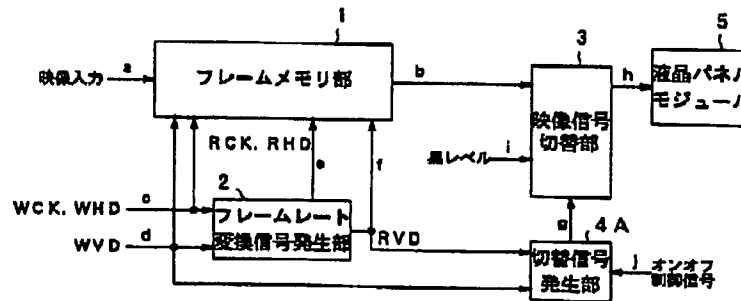 1
3
5
映像入力 a
フレームメモリ部
b
h
液晶パネル
モジュール
映像信号
切替部
RCK. RHD
e
f
黒レベル i
2
WCK. WHD c
フレームレート
変換信号発生部
g
4A
WVD d
RVD
切替信号
発生部
j
オンオフ
制御信号